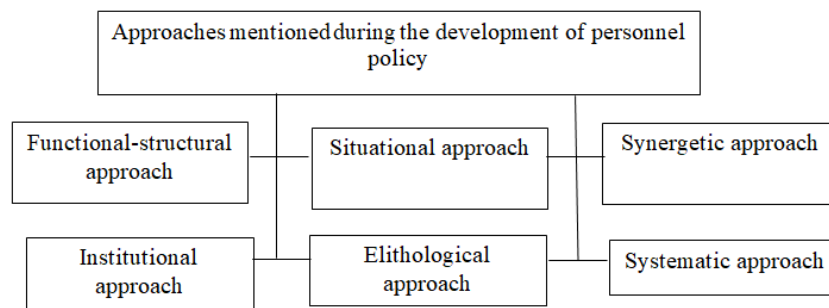 Approaches mentioned during the development of personnel
policy
Functional-structural
approach
Situational approach
Synergetic approach
Institutional
approach
Elithological
approach
Systematic approach